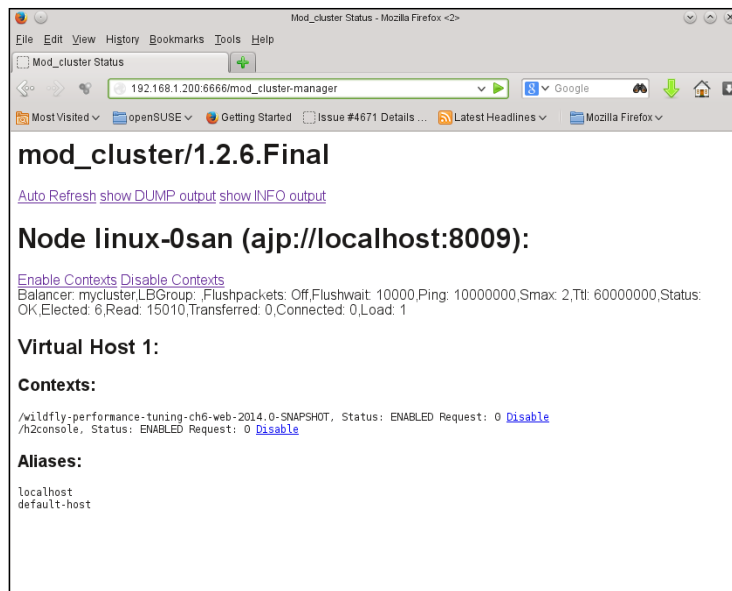 Mod_cluster Status - Mozilla Firefox <2>
File Edit View History Bookmarks Tools Help
Mod_cluster Status
192.168.1.200:6666/mod_cluster-manager
8 Google
Most Visited openSUSE Getting Started Issue #4671 Details ... Latest Headlines Mozilla Firefox
mod_cluster/1.2.6.Final
Auto Refresh show DUMP output show INFO output
Node linux-0san (ajp://localhost:8009):
Enable Contexts Disable Contexts
Balancer: mycluster,LBGroup: ,Flushpackets: Off,Flushwait: 10000,Ping: 10000000,Smax: 2,Ttl: 60000000,Status:
OK,Elected: 6,Read: 15010,Transferred: 0,Connected: 0,Load: 1
Virtual Host 1:
Contexts:
/wildfly-performance-tuning-ch6-web-2014.0-SNAPSHOT, Status: ENABLED Request: 0 Disable
/h2console, Status: ENABLED Request: 0 Disable
Aliases:
localhost
default-host